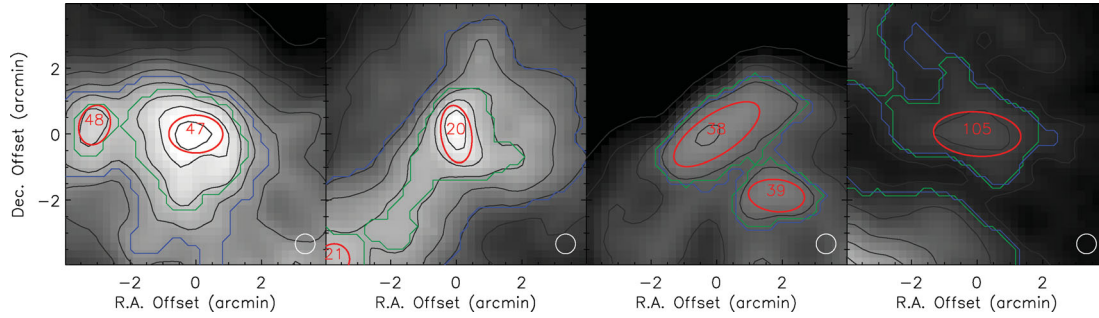 48
47
20
21
38
39
105
2
0
−2
Dec. Offset (arcmin)
−2 0 2
−2 0 2
−2 0 2
−2 0 2
R.A. Offset (arcmin)
R.A. Offset (arcmin)
R.A. Offset (arcmin)
R.A. Offset (arcmin)